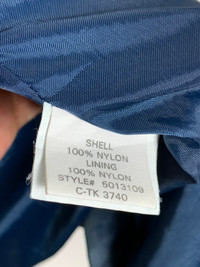 SHELL
100% NYLON
LINING
100% NYLON
STYLE# 5013109
C-TK 3740